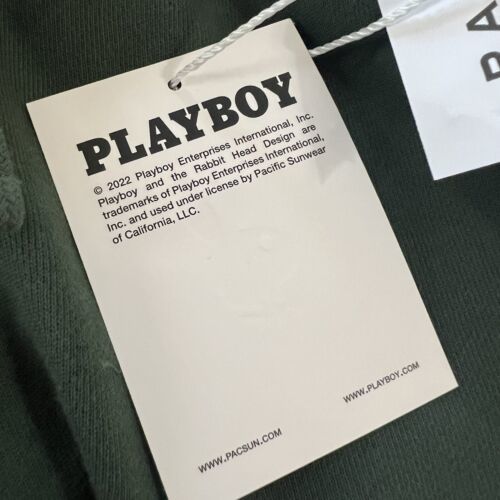 PLAYBOY
© 2022 Playboy Enterprises International, Inc.
Playboy and the Rabbit Head Design are
trademarks of Playboy Enterprises International,
Inc. and used under license by Pacific Sunwear
of California, LLC.
WWW.PACSUN.COM
WWW.PLAYBOY.COM
PA